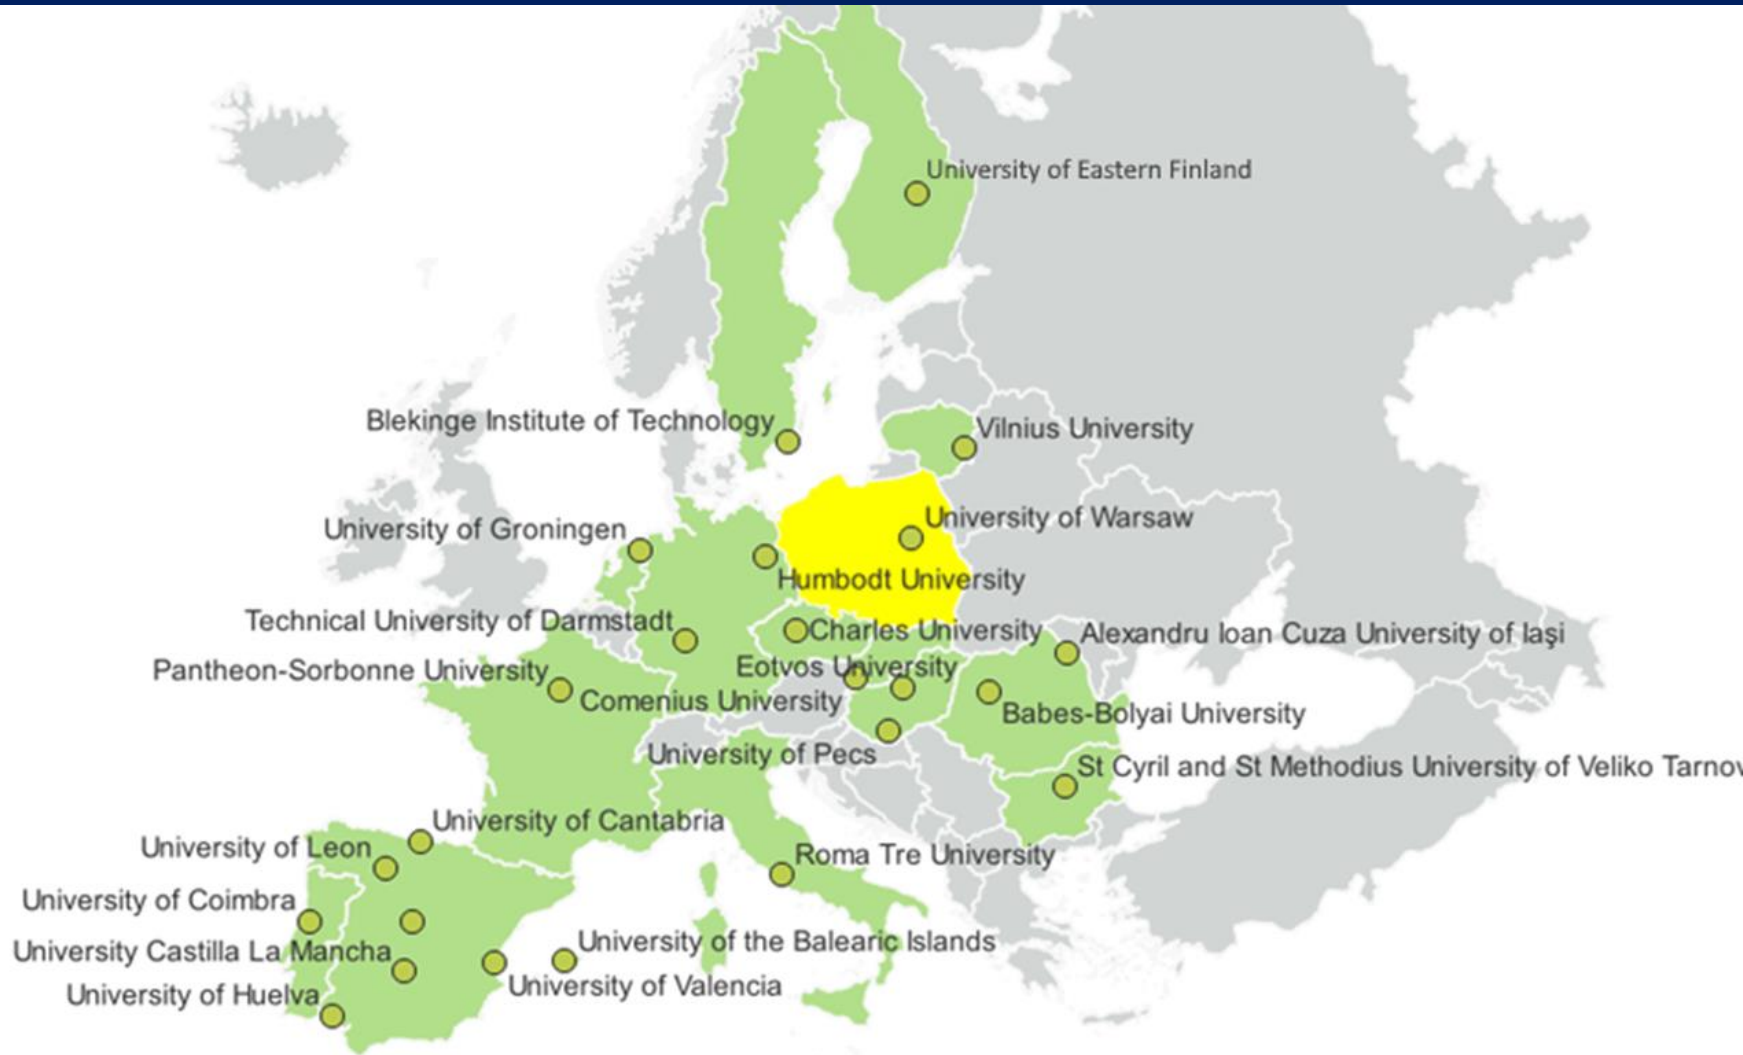 University of Eastern Finland
Blekinge Institute of Technology
Vilnius University
University of Warsaw
University of Groningen
Humbodt University
Technical University of Darmstadt
Charles University
Alexandru Ioan Cuza University of Iaşi
Eotvos University
Pantheon-Sorbonne University
Comenius University
Babes-Bolyai University
University of Pecs
St Cyril and St Methodius University of Veliko Tarnov
University of Cantabria
University of Leon
Roma Tre University
University of Coimbra
University of the Balearic Islands
University Castilla La Mancha
University of Valencia
University of Huelva